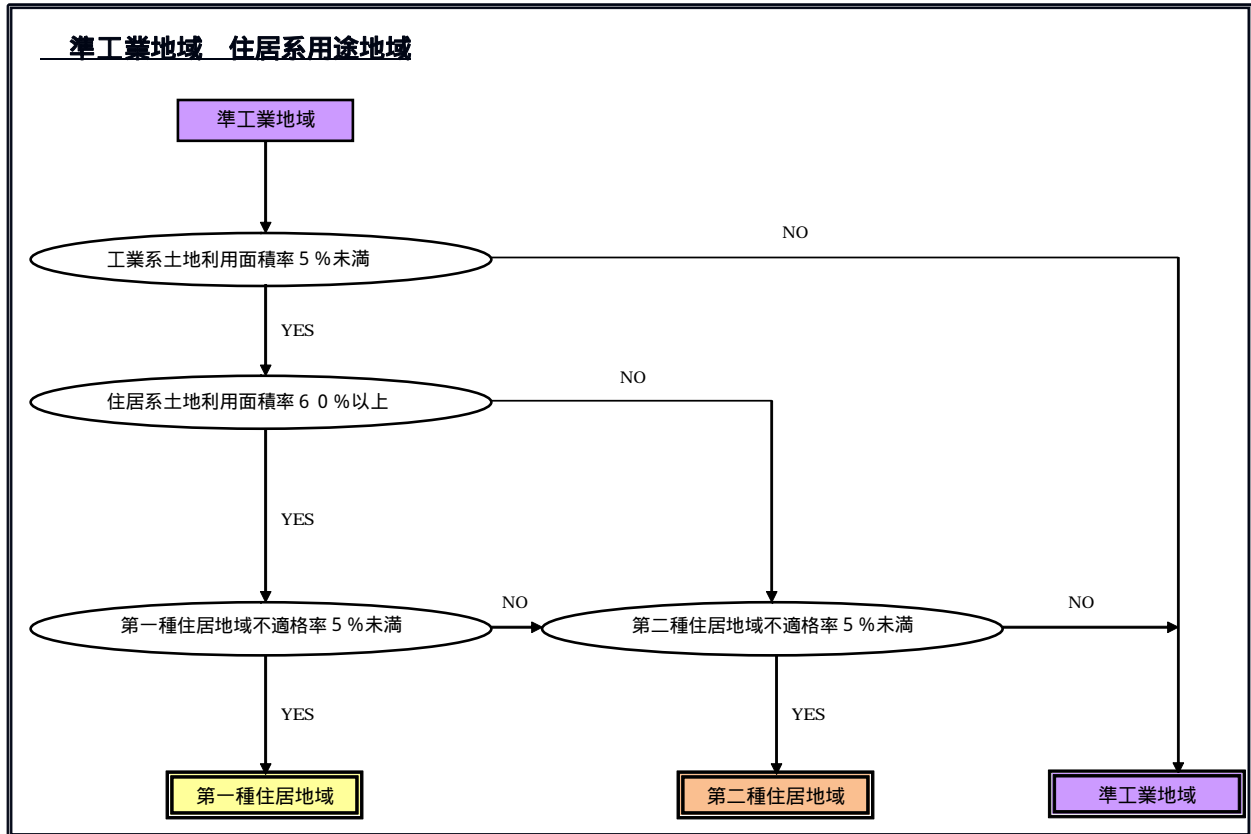 準工業地域　住居系用途地域
準工業地域
NO
工業系土地利用面積率５％未満
YES
NO
住居系土地利用面積率６０％以上
YES
NO
NO
第一種住居地域不適格率５％未満
第二種住居地域不適格率５％未満
YES
YES
第一種住居地域
第二種住居地域
準工業地域